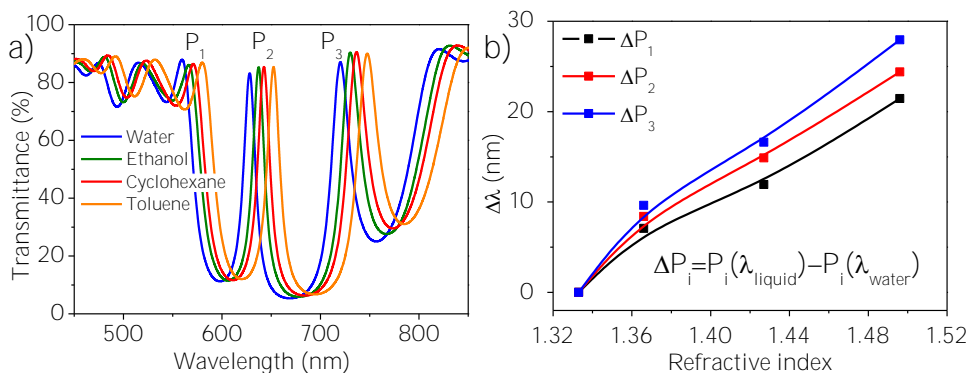 a)
100
80
60
40
20
0
Transmittance (%)
P₁ P₂ P₃
Water
Ethanol
Cyclohexane
Toluene
500 600 700 800
Wavelength (nm)
b)
30
20
10
0
Δλ (nm)
ΔP₁
ΔP₂
ΔP₃
ΔPᵢ=Pᵢ(λ_liquid)−Pᵢ(λ_water)
1.32 1.36 1.40 1.44 1.48 1.52
Refractive index